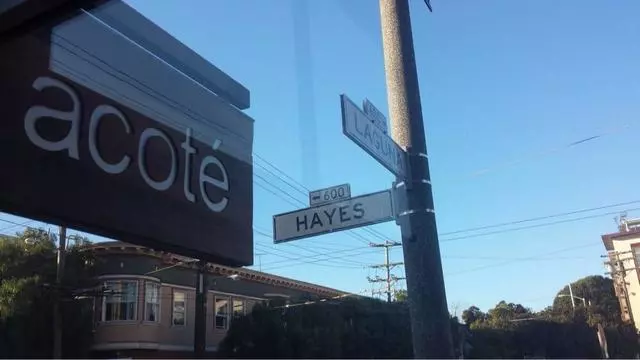 acoté
600
HAYES
LAGUNA